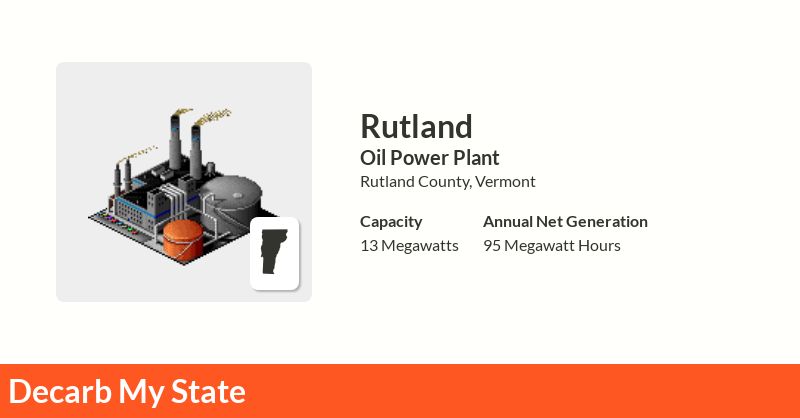 Rutland
Oil Power Plant
Rutland County, Vermont
Capacity
Annual Net Generation
13 Megawatts
95 Megawatt Hours
Decarb My State